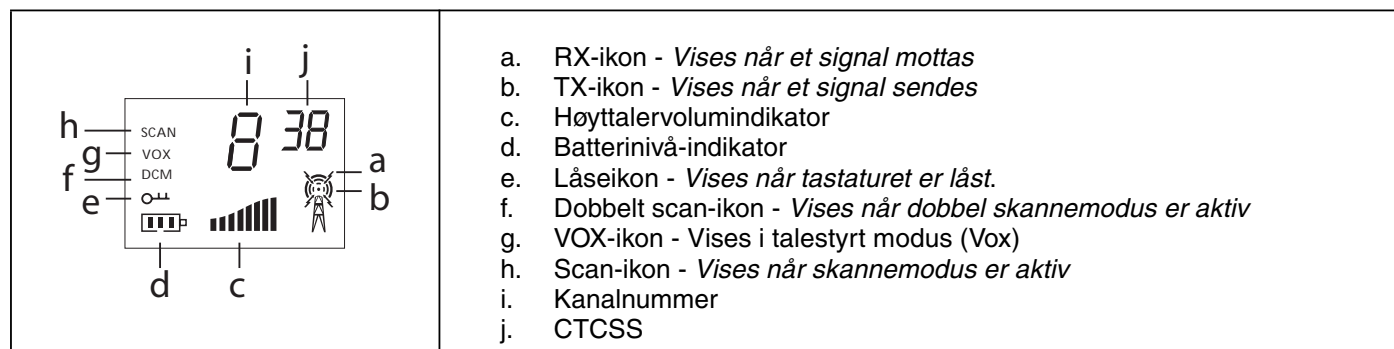 i j
8 38
h SCAN
g VOX
f DCM
a
b
e
d c
a. RX-ikon - Vises når et signal mottas
b. TX-ikon - Vises når et signal sendes
c. Høyttalervolumindikator
d. Batterinivå-indikator
e. Låseikon - Vises når tastaturet er låst.
f. Dobbelt scan-ikon - Vises når dobbel skannemodus er aktiv
g. VOX-ikon - Vises i talestyrt modus (Vox)
h. Scan-ikon - Vises når skannemodus er aktiv
i. Kanalnummer
j. CTCSS